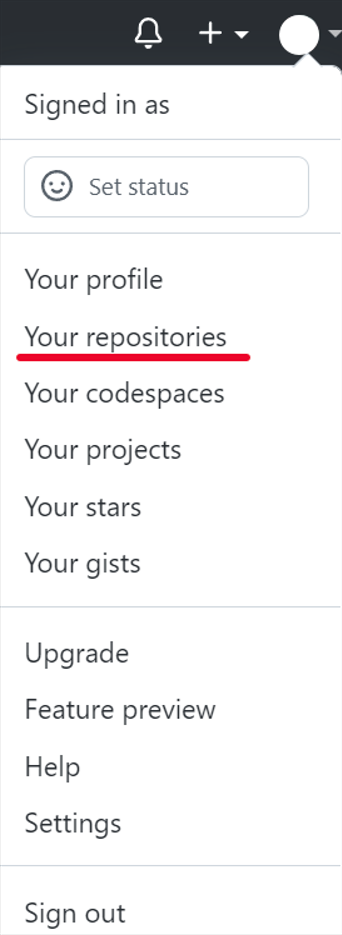 Signed in as
Set status
Your profile
Your repositories
Your codespaces
Your projects
Your stars
Your gists
Upgrade
Feature preview
Help
Settings
Sign out